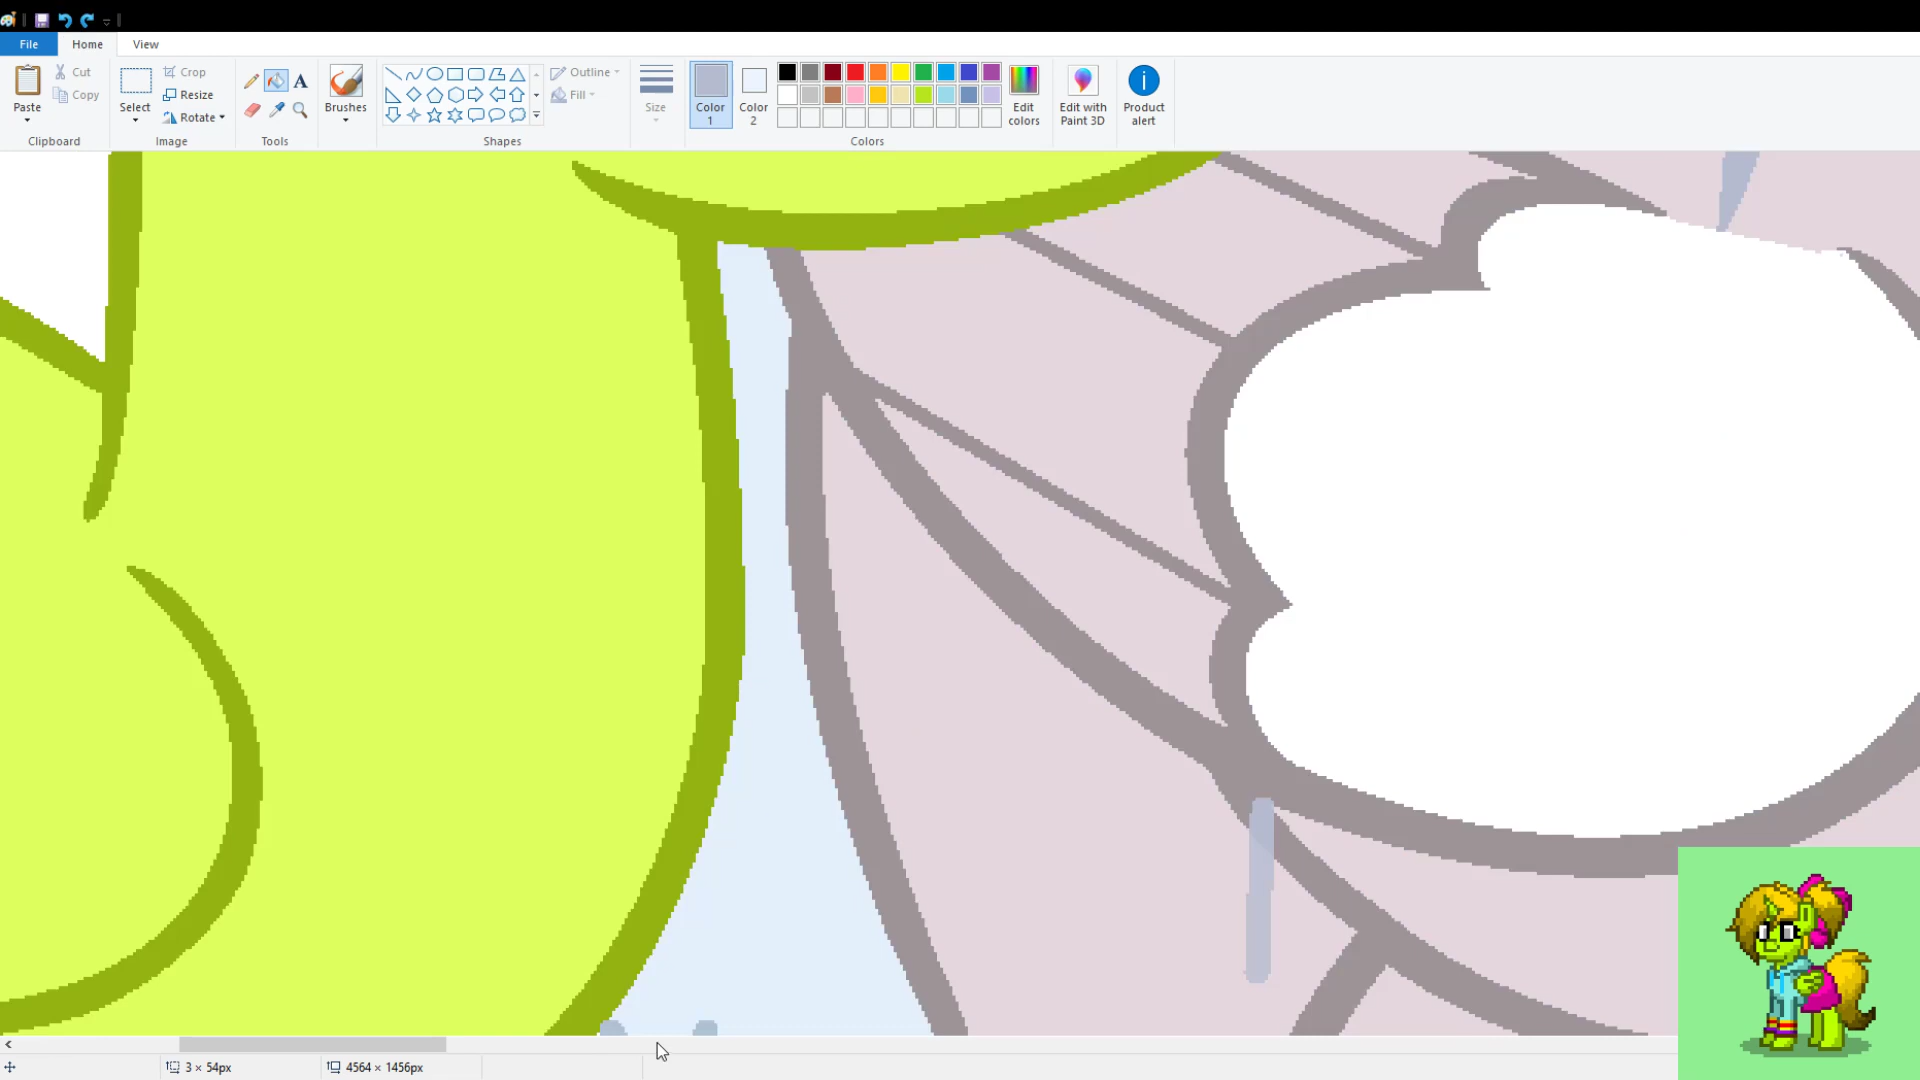 File Home View
Paste
Cut
Copy
Clipboard
Select
Crop
Resize
Rotate
Image
A
Tools
Brushes
Shapes
Outline
Fill
Size
Color 1
Color 2
Edit colors
Colors
Edit with Paint 3D
Product alert
3 × 54px
4564 × 1456px